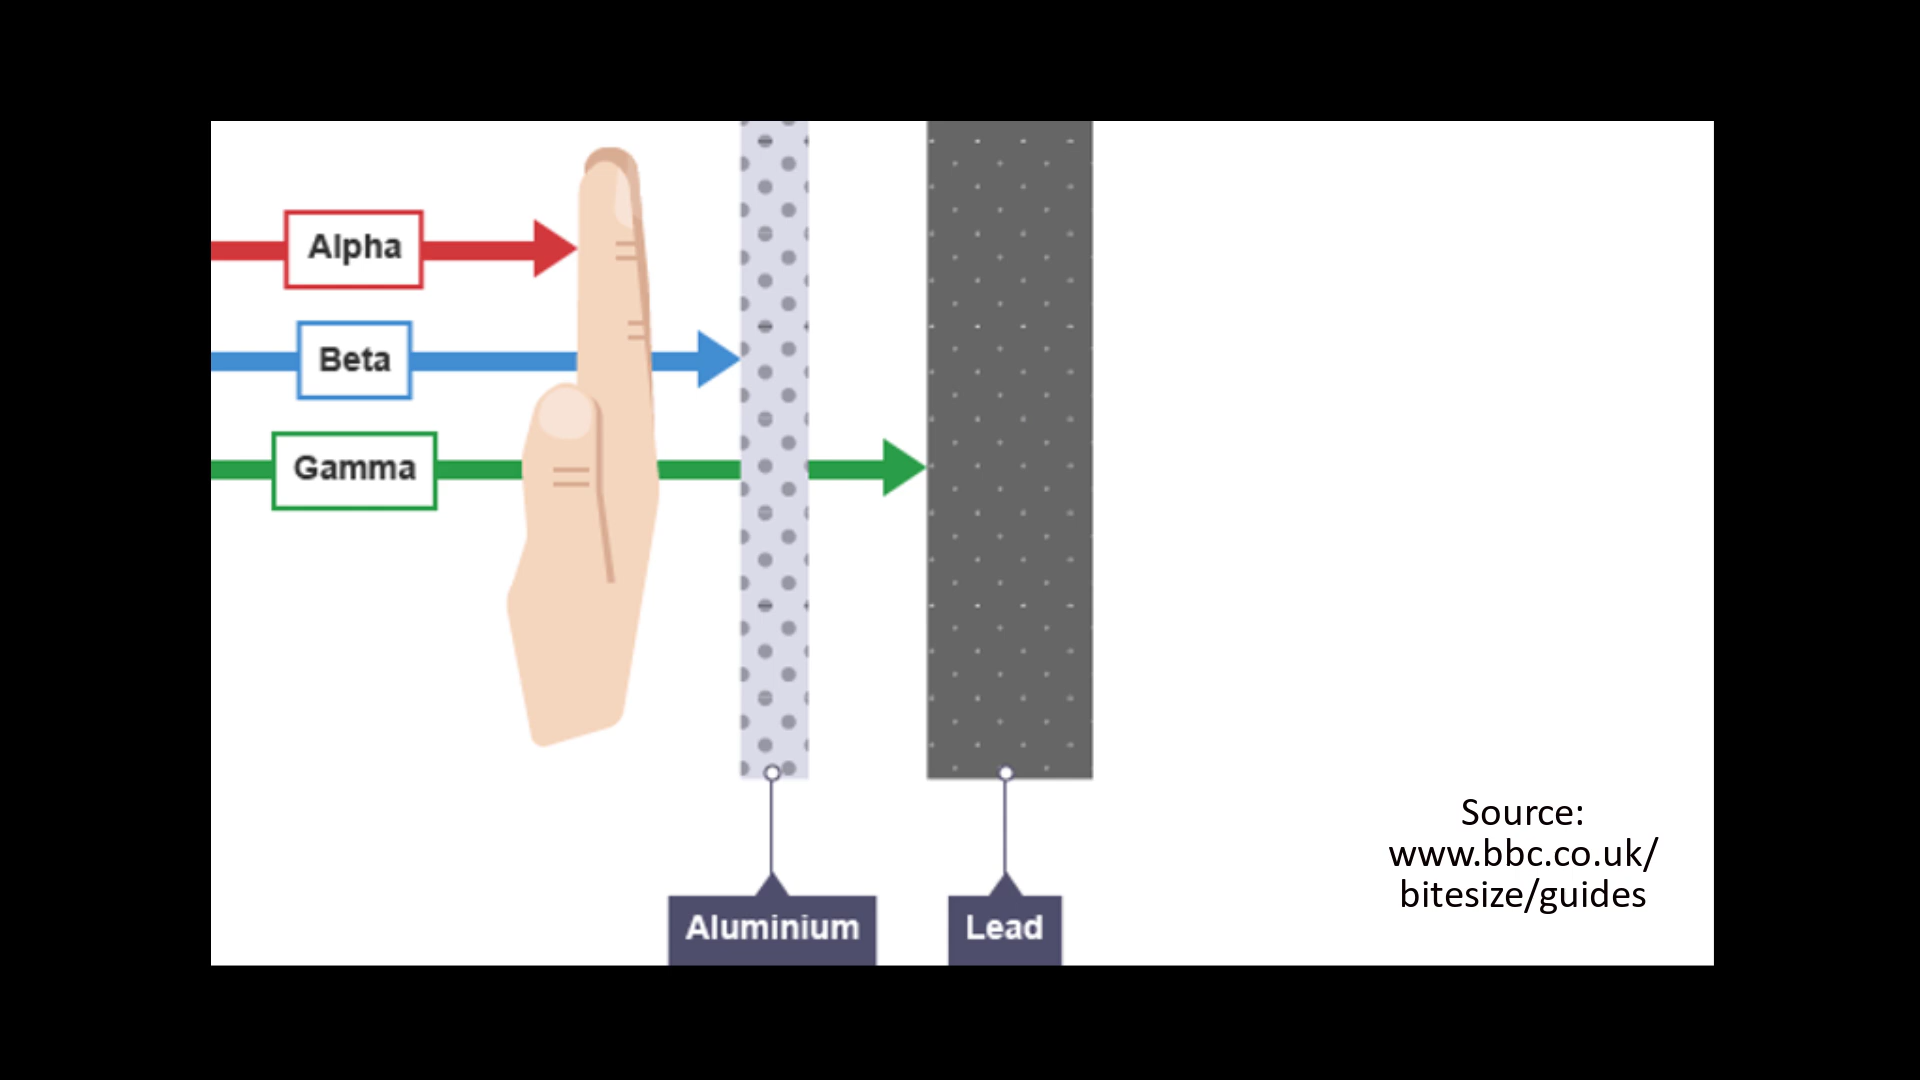 Alpha
Beta
Gamma
Aluminium
Lead
Source:
www.bbc.co.uk/
bitesize/guides